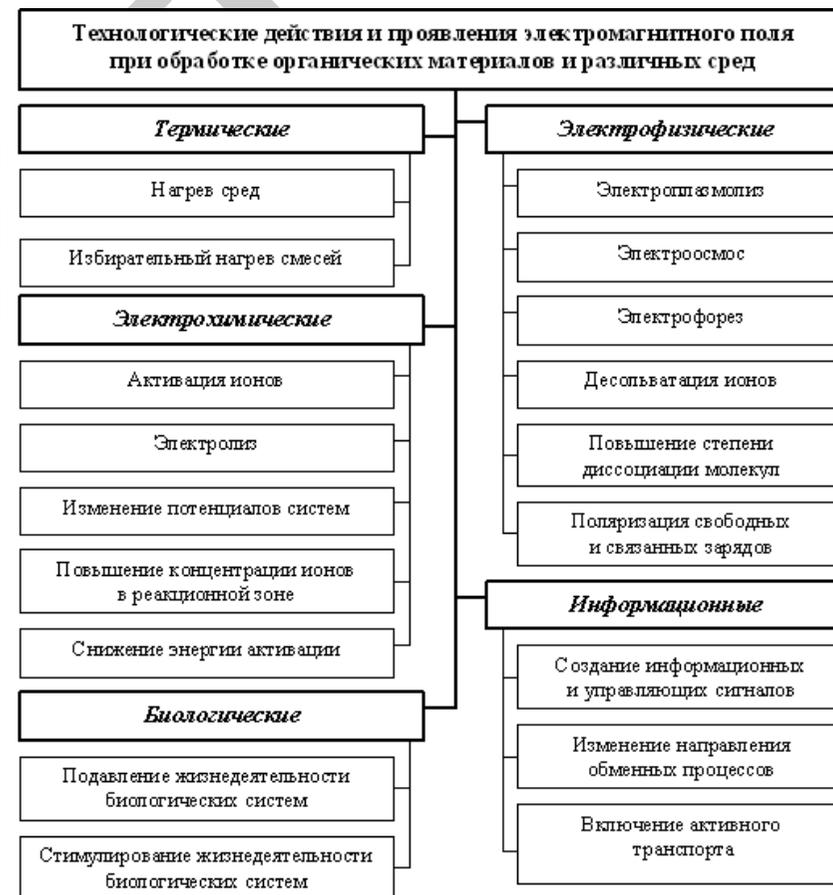 Технологические действия и проявления электромагнитного поля
при обработке органических материалов и различных сред
Термические
Нагрев сред
Избирательный нагрев смесей
Электрохимические
Активация ионов
Электролиз
Изменение потенциалов систем
Повышение концентрации ионов
в реакционной зоне
Снижение энергии активации
Биологические
Подавление жизнедеятельности
биологических систем
Стимулирование жизнедеятельности
биологических систем
Электрофизические
Электроплазмолиз
Электроосмос
Электрофорез
Десольватация ионов
Повышение степени
диссоциации молекул
Поляризация свободных
и связанных зарядов
Информационные
Создание информационных
и управляющих сигналов
Изменение направления
обменных процессов
Включение активного
транспорта